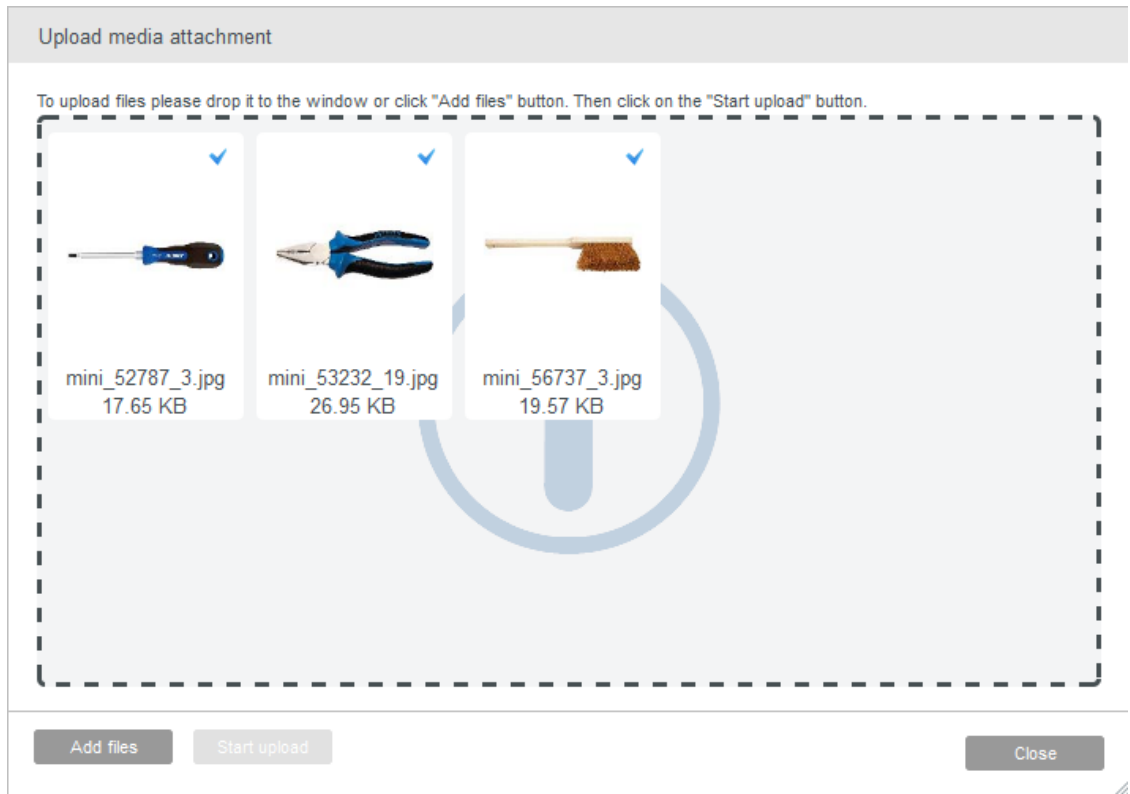 Upload media attachment
To upload files please drop it to the window or click "Add files" button. Then click on the "Start upload" button.
mini_52787_3.jpg
17.65 KB
mini_53232_19.jpg
26.95 KB
mini_56737_3.jpg
19.57 KB
Add files
Start upload
Close